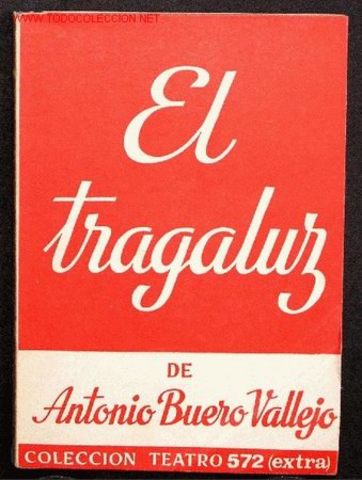 www.TODOCOLECCION.NET
El
tragaluz
DE
Antonio Buero Vallejo
COLECCION TEATRO 572 (extra)